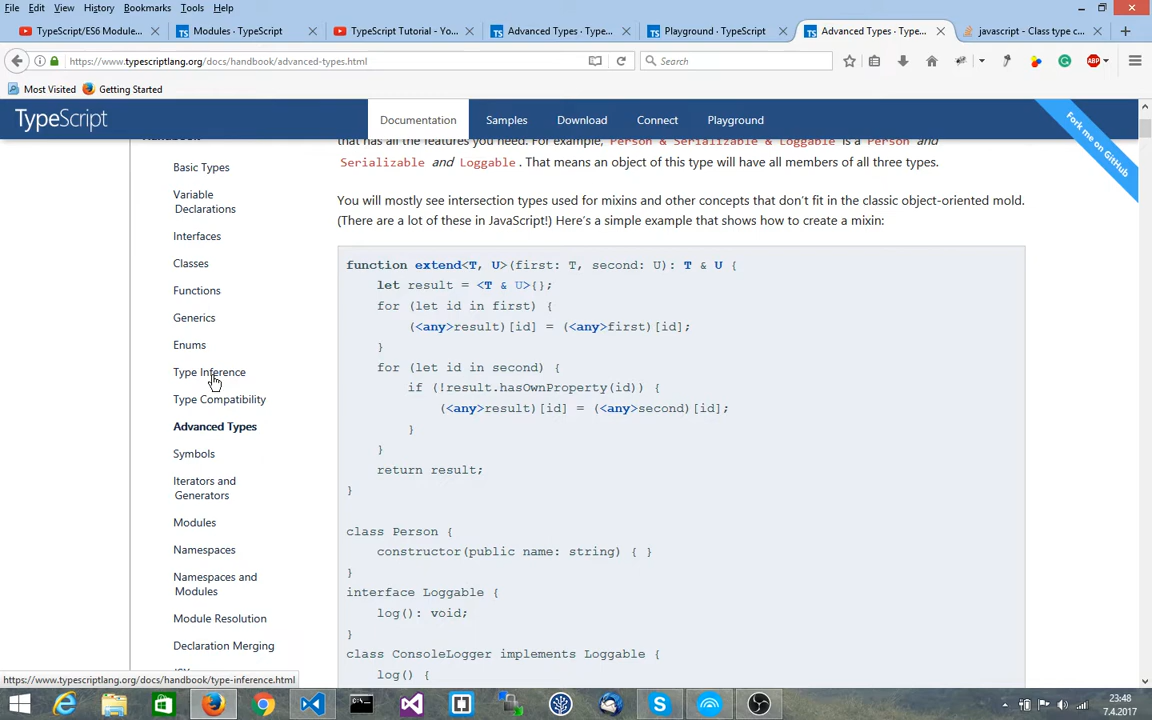 File Edit View History Bookmarks Tools Help
TypeScript/ES6 Module...
Modules · TypeScript
TypeScript Tutorial - Yo...
Advanced Types · Type...
Playground · TypeScript
Advanced Types · Type...
javascript - Class type c...
https://www.typescriptlang.org/docs/handbook/advanced-types.html
Search
ABP
Most Visited Getting Started
TypeScript
Documentation Samples Download Connect Playground
Fork me on GitHub
Basic Types
Variable
Declarations
Interfaces
Classes
Functions
Generics
Enums
Type Inference
Type Compatibility
Advanced Types
Symbols
Iterators and
Generators
Modules
Namespaces
Namespaces and
Modules
Module Resolution
Declaration Merging
that has all the features you need. For example, Person & Serializable & Loggable is a Person and
Serializable and Loggable . That means an object of this type will have all members of all three types.
You will mostly see intersection types used for mixins and other concepts that don't fit in the classic object-oriented mold.
(There are a lot of these in JavaScript!) Here's a simple example that shows how to create a mixin:
function extend<T, U>(first: T, second: U): T & U {
let result = <T & U>{};
for (let id in first) {
(<any>result)[id] = (<any>first)[id];
}
for (let id in second) {
if (!result.hasOwnProperty(id)) {
(<any>result)[id] = (<any>second)[id];
}
}
return result;
}
class Person {
constructor(public name: string) { }
}
interface Loggable {
log(): void;
}
class ConsoleLogger implements Loggable {
log() {
https://www.typescriptlang.org/docs/handbook/type-inference.html
23:48
7.4.2017